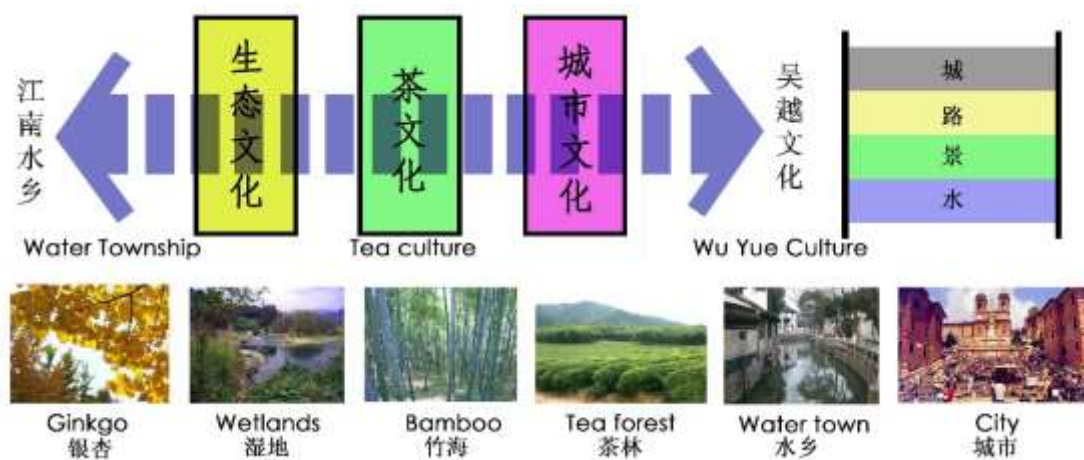 江南水乡
生态文化
茶文化
城市文化
吴越文化
城
路
景
水
Water Township
Tea culture
Wu Yue Culture
Ginkgo
银杏
Wetlands
湿地
Bamboo
竹海
Tea forest
茶林
Water town
水乡
City
城市